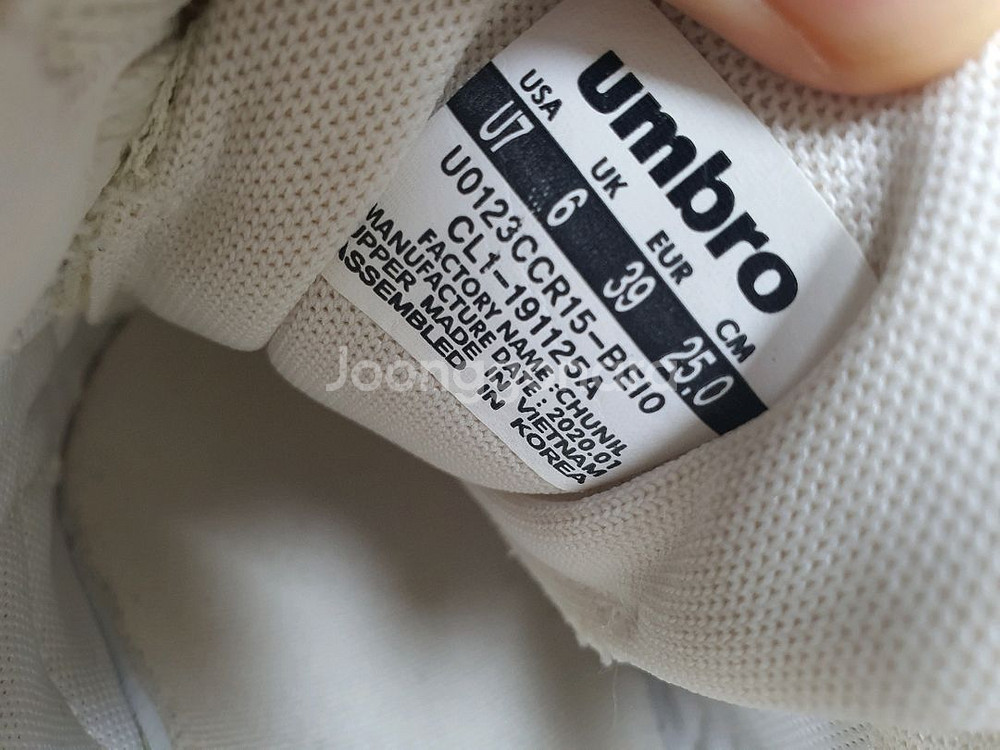 umbro
USA UK EUR CM
U7 6 39 25.0
U0123CCR15-BEI0
CL1-191125A
FACTORY NAME :CHUNIL
MANUFACTURE DATE : 2020.01
UPPER MADE IN VIETNAM
ASSEMBLED IN KOREA